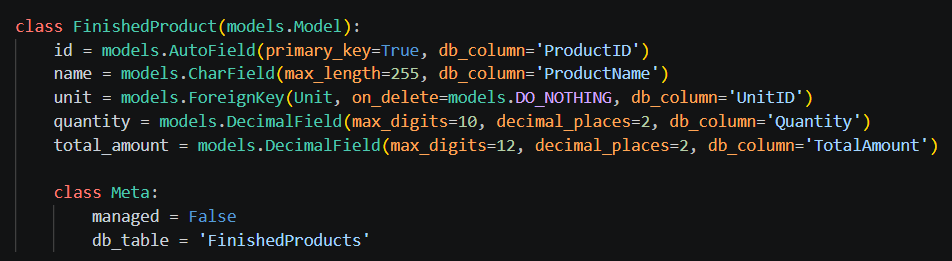 class FinishedProduct(models.Model):
    id = models.AutoField(primary_key=True, db_column='ProductID')
    name = models.CharField(max_length=255, db_column='ProductName')
    unit = models.ForeignKey(Unit, on_delete=models.DO_NOTHING, db_column='UnitID')
    quantity = models.DecimalField(max_digits=10, decimal_places=2, db_column='Quantity')
    total_amount = models.DecimalField(max_digits=12, decimal_places=2, db_column='TotalAmount')
    class Meta:
        managed = False
        db_table = 'FinishedProducts'